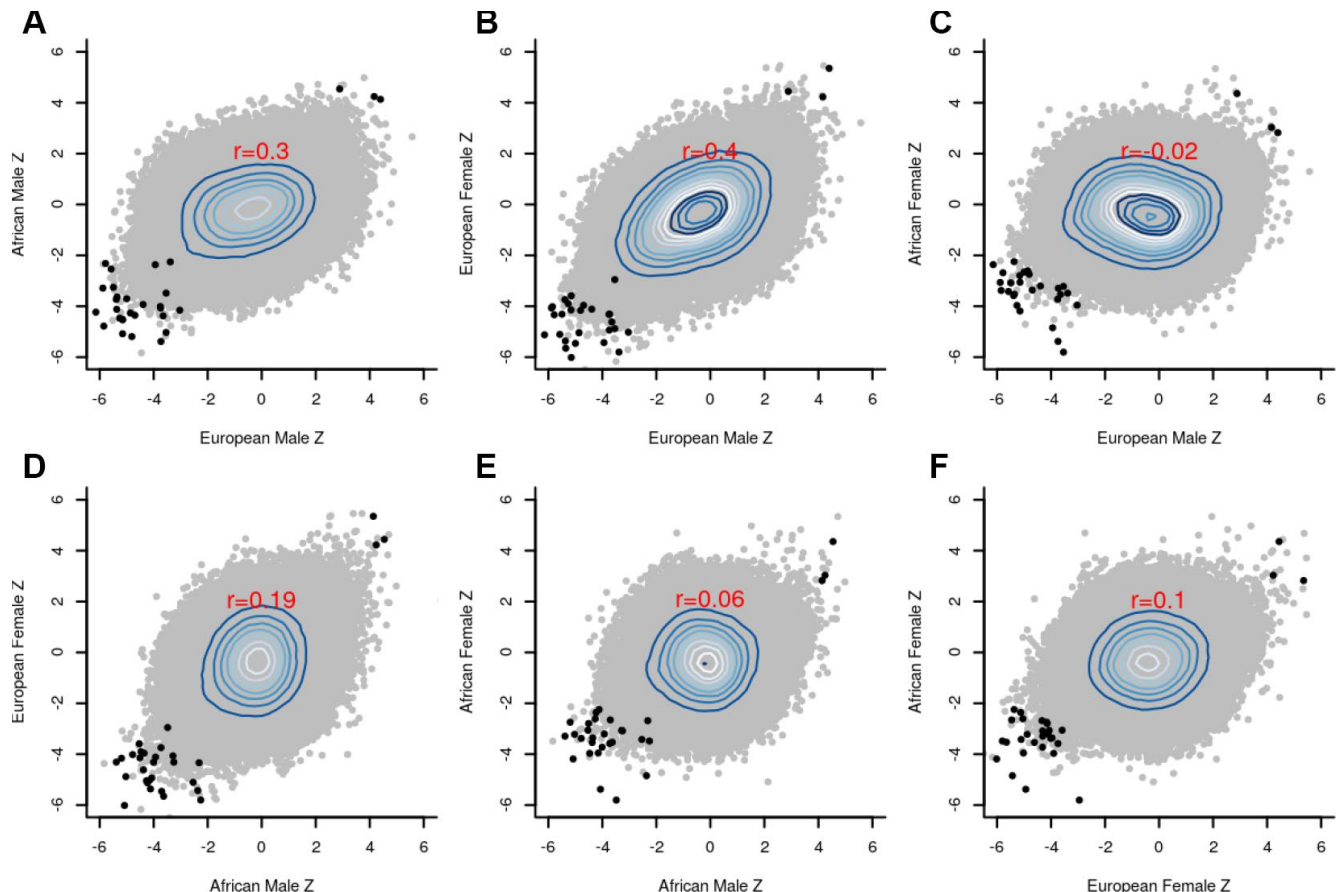 A
African Male Z
6
4
2
0
-2
-4
-6
r=0.3
-6 -4 -2 0 2 4 6
European Male Z
B
European Female Z
6
4
2
0
-2
-4
-6
r=0.4
-6 -4 -2 0 2 4 6
European Male Z
C
African Female Z
6
4
2
0
-2
-4
-6
r=-0.02
-6 -4 -2 0 2 4 6
European Male Z
D
European Female Z
6
4
2
0
-2
-4
-6
r=0.19
-6 -4 -2 0 2 4 6
African Male Z
E
African Female Z
6
4
2
0
-2
-4
-6
r=0.06
-6 -4 -2 0 2 4 6
African Male Z
F
African Female Z
6
4
2
0
-2
-4
-6
r=0.1
-6 -4 -2 0 2 4 6
European Female Z